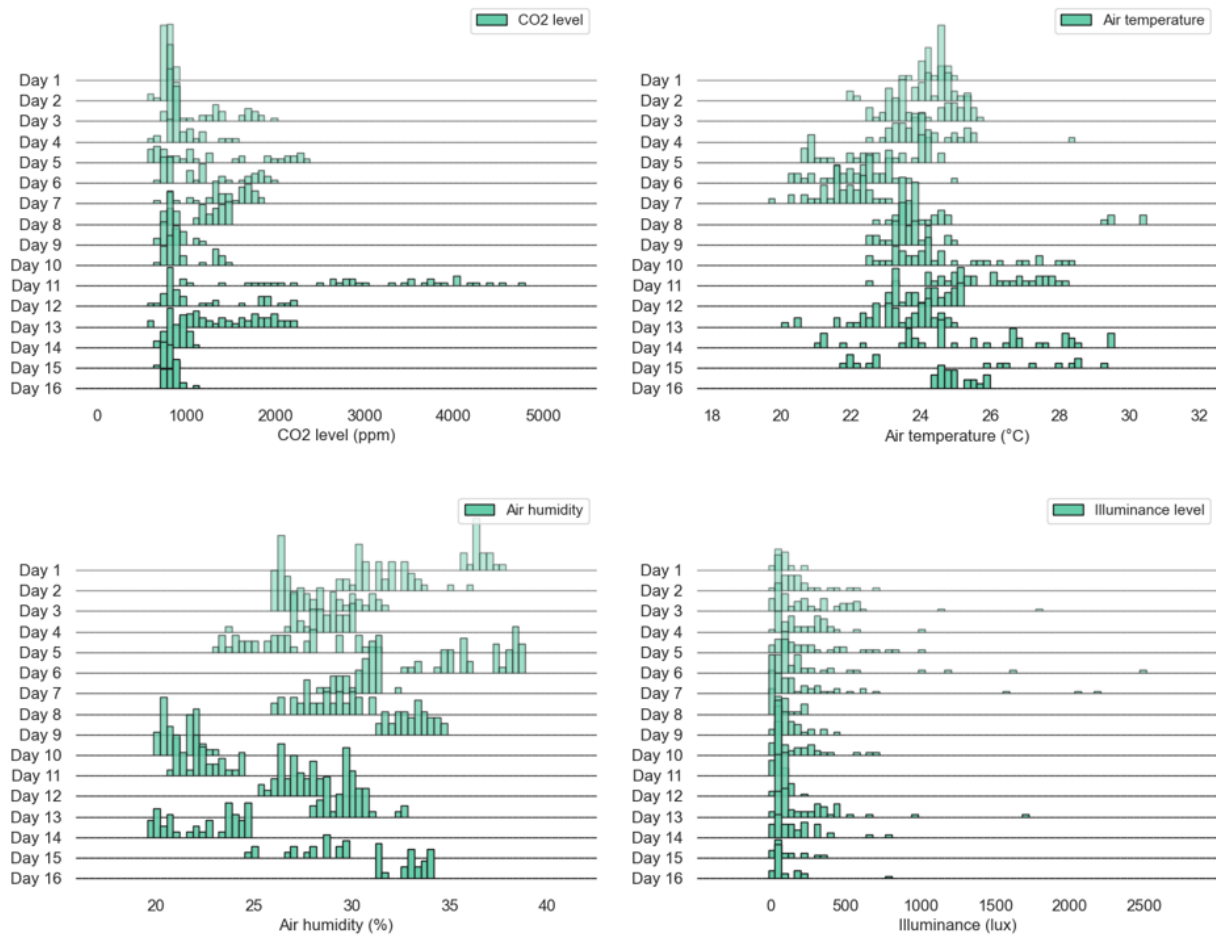 CO2 level
Day 1
Day 2
Day 3
Day 4
Day 5
Day 6
Day 7
Day 8
Day 9
Day 10
Day 11
Day 12
Day 13
Day 14
Day 15
Day 16
0 1000 2000 3000 4000 5000
CO2 level (ppm)
Air temperature
Day 1
Day 2
Day 3
Day 4
Day 5
Day 6
Day 7
Day 8
Day 9
Day 10
Day 11
Day 12
Day 13
Day 14
Day 15
Day 16
18 20 22 24 26 28 30 32
Air temperature (°C)
Air humidity
Day 1
Day 2
Day 3
Day 4
Day 5
Day 6
Day 7
Day 8
Day 9
Day 10
Day 11
Day 12
Day 13
Day 14
Day 15
Day 16
20 25 30 35 40
Air humidity (%)
Illuminance level
Day 1
Day 2
Day 3
Day 4
Day 5
Day 6
Day 7
Day 8
Day 9
Day 10
Day 11
Day 12
Day 13
Day 14
Day 15
Day 16
0 500 1000 1500 2000 2500
Illuminance (lux)